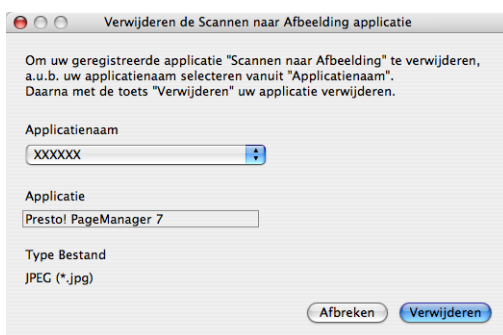 Verwijderen de Scannen naar Afbeelding applicatie
Om uw geregistreerde applicatie "Scannen naar Afbeelding" te verwijderen,
a.u.b. uw applicatienaam selecteren vanuit "Applicatienaam".
Daarna met de toets "Verwijderen" uw applicatie verwijderen.
Applicatienaam
XXXXXX
Applicatie
Presto! PageManager 7
Type Bestand
JPEG (*.jpg)
Afbreken Verwijderen